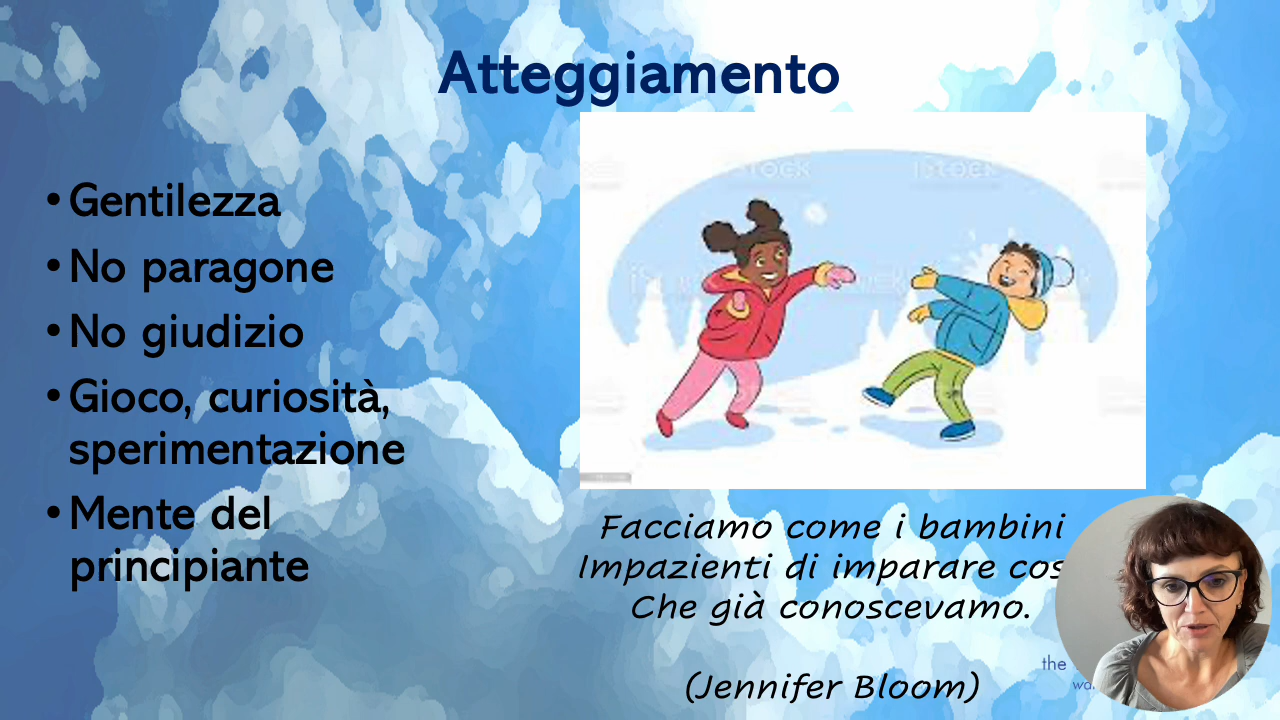 Atteggiamento
• Gentilezza
• No paragone
• No giudizio
• Gioco, curiosità,
sperimentazione
• Mente del
principiante
Facciamo come i bambini
Impazienti di imparare
Che già conoscevamo.
(Jennifer Bloom)
the